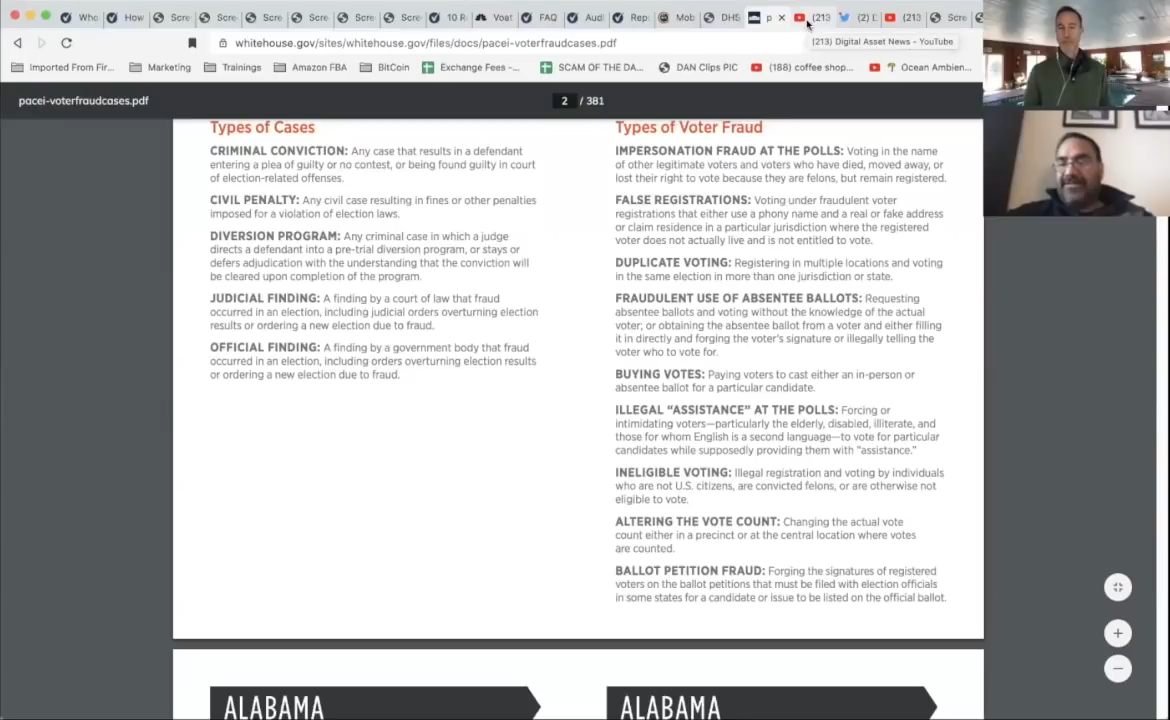 Who
How
Scre
Scre
Scre
Scre
Scre
Scre
10 R
Voat
FAQ
Audi
Rep
Mob
DHS
p
(213
(2) D
(213
Scre
whitehouse.gov/sites/whitehouse.gov/files/docs/pacei-voterfraudcases.pdf
(213) Digital Asset News - YouTube
Imported From Fir...
Marketing
Trainings
Amazon FBA
BitCoin
Exchange Fees -...
SCAM OF THE DA...
DAN Clips PIC
(188) coffee shop...
Ocean Ambien...
pacei-voterfraudcases.pdf
2 / 381
Types of Cases
CRIMINAL CONVICTION: Any case that results in a defendant
entering a plea of guilty or no contest, or being found guilty in court
of election-related offenses.
CIVIL PENALTY: Any civil case resulting in fines or other penalties
imposed for a violation of election laws.
DIVERSION PROGRAM: Any criminal case in which a judge
directs a defendant into a pre-trial diversion program, or stays or
defers adjudication with the understanding that the conviction will
be cleared upon completion of the program.
JUDICIAL FINDING: A finding by a court of law that fraud
occurred in an election, including judicial orders overturning election
results or ordering a new election due to fraud.
OFFICIAL FINDING: A finding by a government body that fraud
occurred in an election, including orders overturning election results
or ordering a new election due to fraud.
Types of Voter Fraud
IMPERSONATION FRAUD AT THE POLLS: Voting in the name
of other legitimate voters and voters who have died, moved away, or
lost their right to vote because they are felons, but remain registered.
FALSE REGISTRATIONS: Voting under fraudulent voter
registrations that either use a phony name and a real or fake address
or claim residence in a particular jurisdiction where the registered
voter does not actually live and is not entitled to vote.
DUPLICATE VOTING: Registering in multiple locations and voting
in the same election in more than one jurisdiction or state.
FRAUDULENT USE OF ABSENTEE BALLOTS: Requesting
absentee ballots and voting without the knowledge of the actual
voter; or obtaining the absentee ballot from a voter and either filling
it in directly and forging the voter's signature or illegally telling the
voter who to vote for.
BUYING VOTES: Paying voters to cast either an in-person or
absentee ballot for a particular candidate.
ILLEGAL “ASSISTANCE” AT THE POLLS: Forcing or
intimidating voters—particularly the elderly, disabled, illiterate, and
those for whom English is a second language—to vote for particular
candidates while supposedly providing them with “assistance.”
INELIGIBLE VOTING: Illegal registration and voting by individuals
who are not U.S. citizens, are convicted felons, or are otherwise not
eligible to vote.
ALTERING THE VOTE COUNT: Changing the actual vote
count either in a precinct or at the central location where votes
are counted.
BALLOT PETITION FRAUD: Forging the signatures of registered
voters on the ballot petitions that must be filed with election officials
in some states for a candidate or issue to be listed on the official ballot.
ALABAMA
ALABAMA